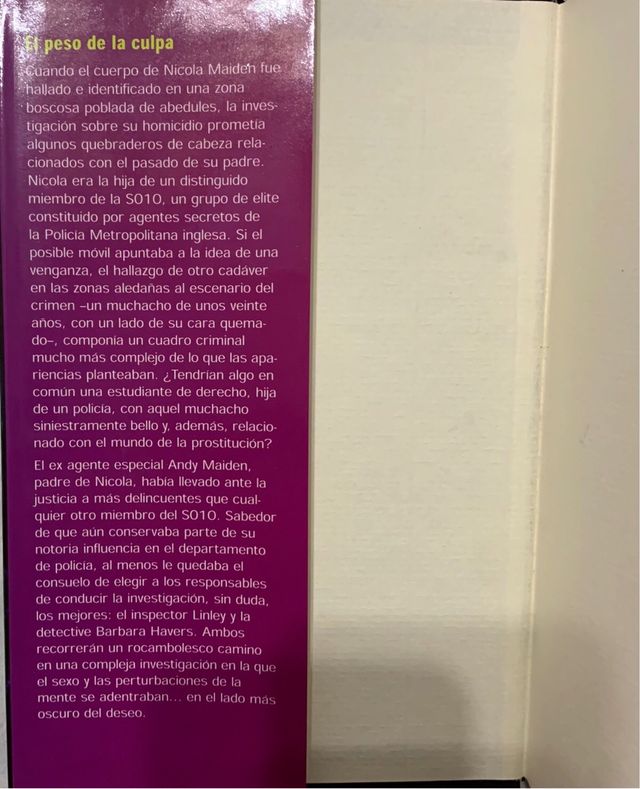 El peso de la culpa
Cuando el cuerpo de Nicola Maiden fue
hallado e identificado en una zona
boscosa poblada de abedules, la inves-
tigación sobre su homicidio prometía
algunos quebraderos de cabeza rela-
cionados con el pasado de su padre.
Nicola era la hija de un distinguido
miembro de la SO10, un grupo de elite
constituido por agentes secretos de
la Policía Metropolitana inglesa. Si el
posible móvil apuntaba a la idea de una
venganza, el hallazgo de otro cadáver
en las zonas aledañas al escenario del
crimen –un muchacho de unos veinte
años, con un lado de su cara quema-
do–, componía un cuadro criminal
mucho más complejo de lo que las apa-
riencias planteaban. ¿Tendrían algo en
común una estudiante de derecho, hija
de un policía, con aquel muchacho
siniestramente bello y, además, relacio-
nado con el mundo de la prostitución?
El ex agente especial Andy Maiden,
padre de Nicola, había llevado ante la
justicia a más delincuentes que cual-
quier otro miembro del SO10. Sabedor
de que aún conservaba parte de su
notoria influencia en el departamento
de policía, al menos le quedaba el
consuelo de elegir a los responsables
de conducir la investigación, sin duda,
los mejores: el inspector Linley y la
detective Barbara Havers. Ambos
recorrerán un rocambolesco camino
en una compleja investigación en la que
el sexo y las perturbaciones de la
mente se adentraban... en el lado más
oscuro del deseo.